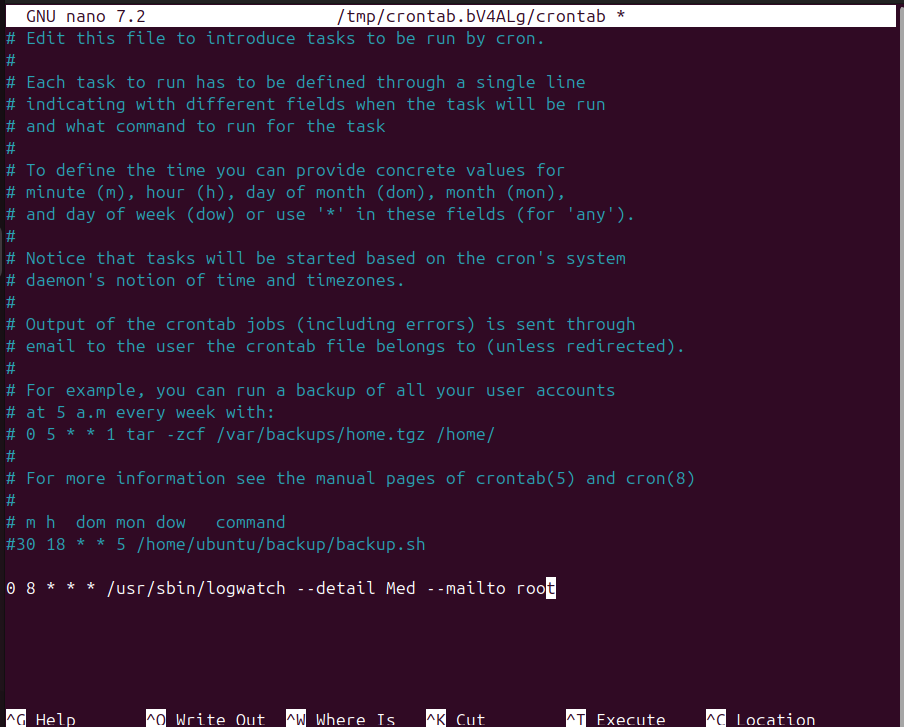 GNU nano 7.2 /tmp/crontab.bV4ALg/crontab *
# Edit this file to introduce tasks to be run by cron.
#
# Each task to run has to be defined through a single line
# indicating with different fields when the task will be run
# and what command to run for the task
#
# To define the time you can provide concrete values for
# minute (m), hour (h), day of month (dom), month (mon),
# and day of week (dow) or use '*' in these fields (for 'any').
#
# Notice that tasks will be started based on the cron's system
# daemon's notion of time and timezones.
#
# Output of the crontab jobs (including errors) is sent through
# email to the user the crontab file belongs to (unless redirected).
#
# For example, you can run a backup of all your user accounts
# at 5 a.m every week with:
# 0 5 * * 1 tar -zcf /var/backups/home.tgz /home/
#
# For more information see the manual pages of crontab(5) and cron(8)
#
# m h  dom mon dow   command
#30 18 * * 5 /home/ubuntu/backup/backup.sh
0 8 * * * /usr/sbin/logwatch --detail Med --mailto root
^G Help ^O Write Out ^W Where Is ^K Cut ^T Execute ^C Location